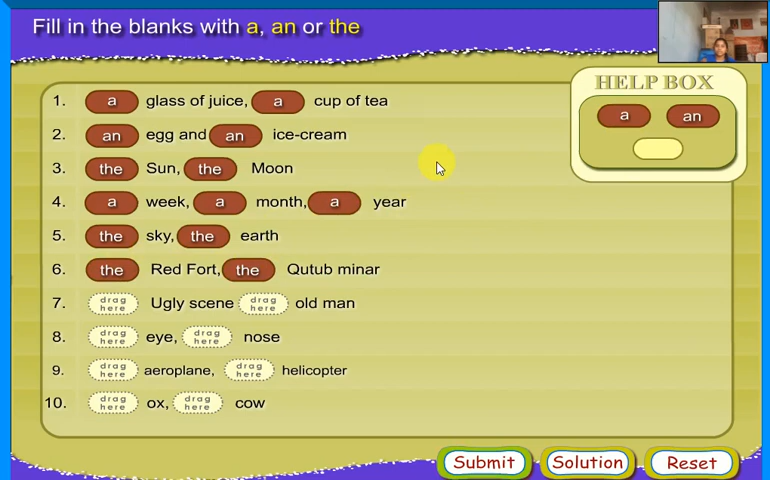 Fill in the blanks with a, an or the
HELP BOX
a an
1. a glass of juice, a cup of tea
2. an egg and an ice-cream
3. the Sun, the Moon
4. a week, a month, a year
5. the sky, the earth
6. the Red Fort, the Qutub minar
7. drag here Ugly scene drag here old man
8. drag here eye, drag here nose
9. drag here aeroplane, drag here helicopter
10. drag here ox, drag here cow
Submit Solution Reset